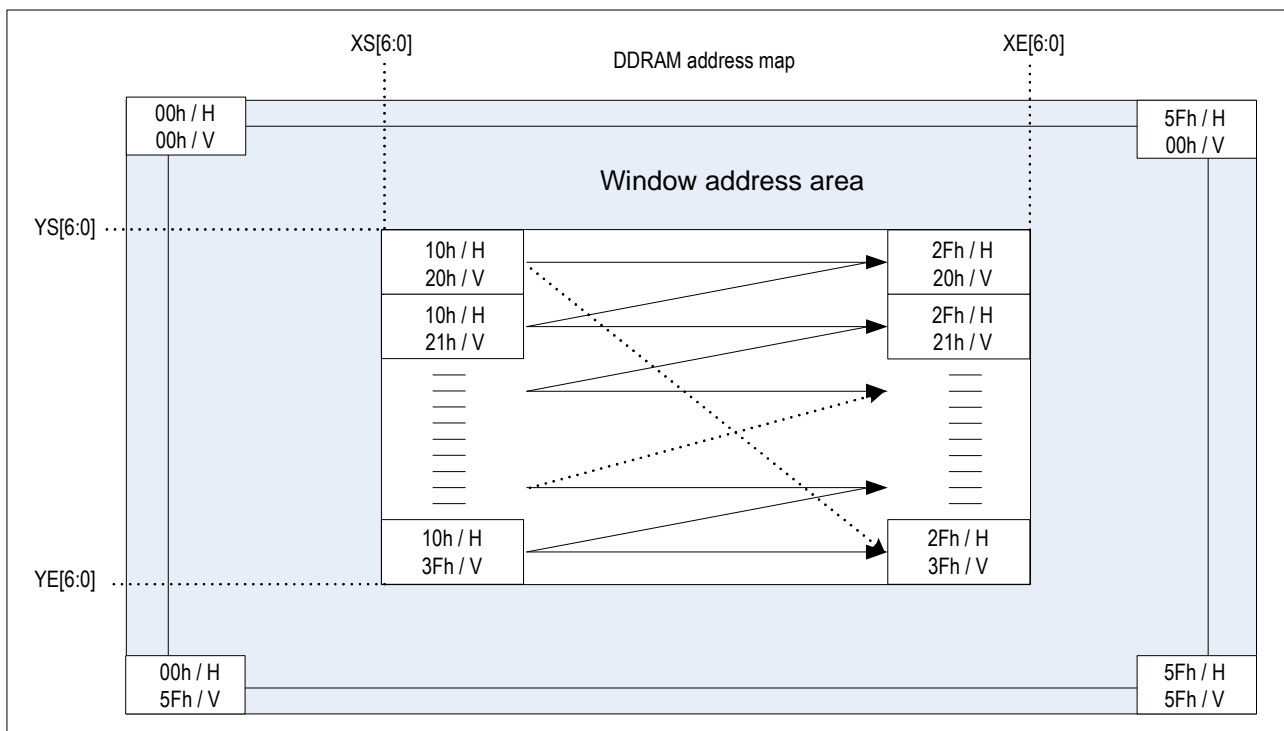 XS[6:0]
XE[6:0]
DDRAM address map
00h / H
00h / V
5Fh / H
00h / V
Window address area
YS[6:0]
10h / H
20h / V
2Fh / H
20h / V
10h / H
21h / V
2Fh / H
21h / V
10h / H
3Fh / V
2Fh / H
3Fh / V
YE[6:0]
00h / H
5Fh / V
5Fh / H
5Fh / V